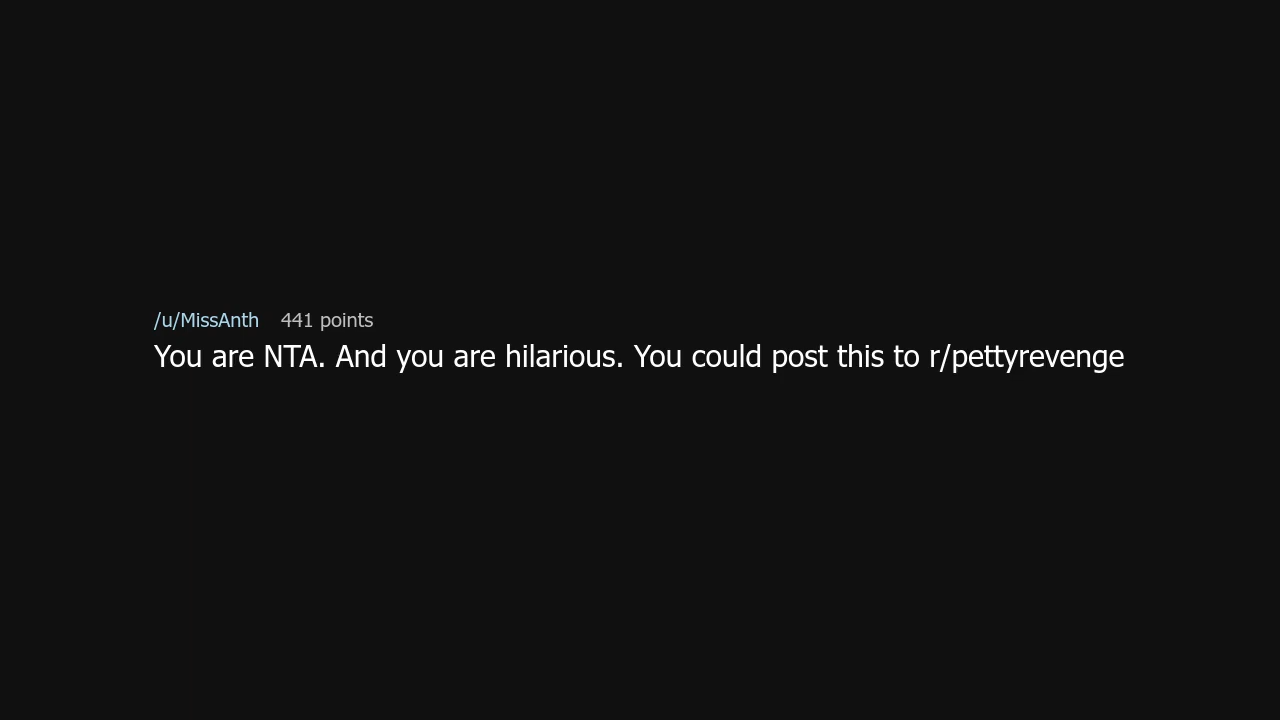 /u/MissAnth 441 points
You are NTA. And you are hilarious. You could post this to r/pettyrevenge